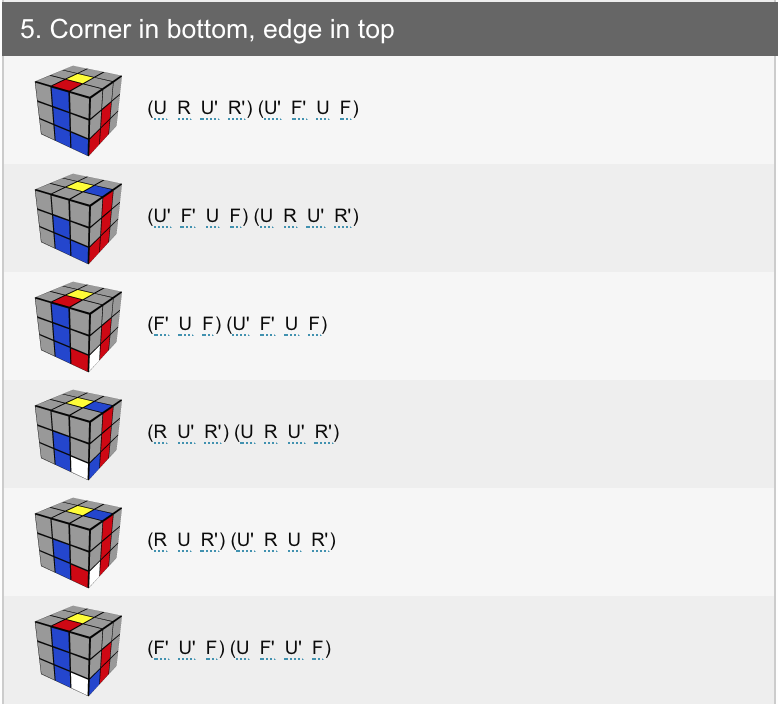 5. Corner in bottom, edge in top
(U R U' R') (U' F' U F)
(U' F' U F) (U R U' R')
(F' U F) (U' F' U F)
(R U' R') (U R U' R')
(R U R') (U' R U R')
(F' U' F) (U F' U' F)